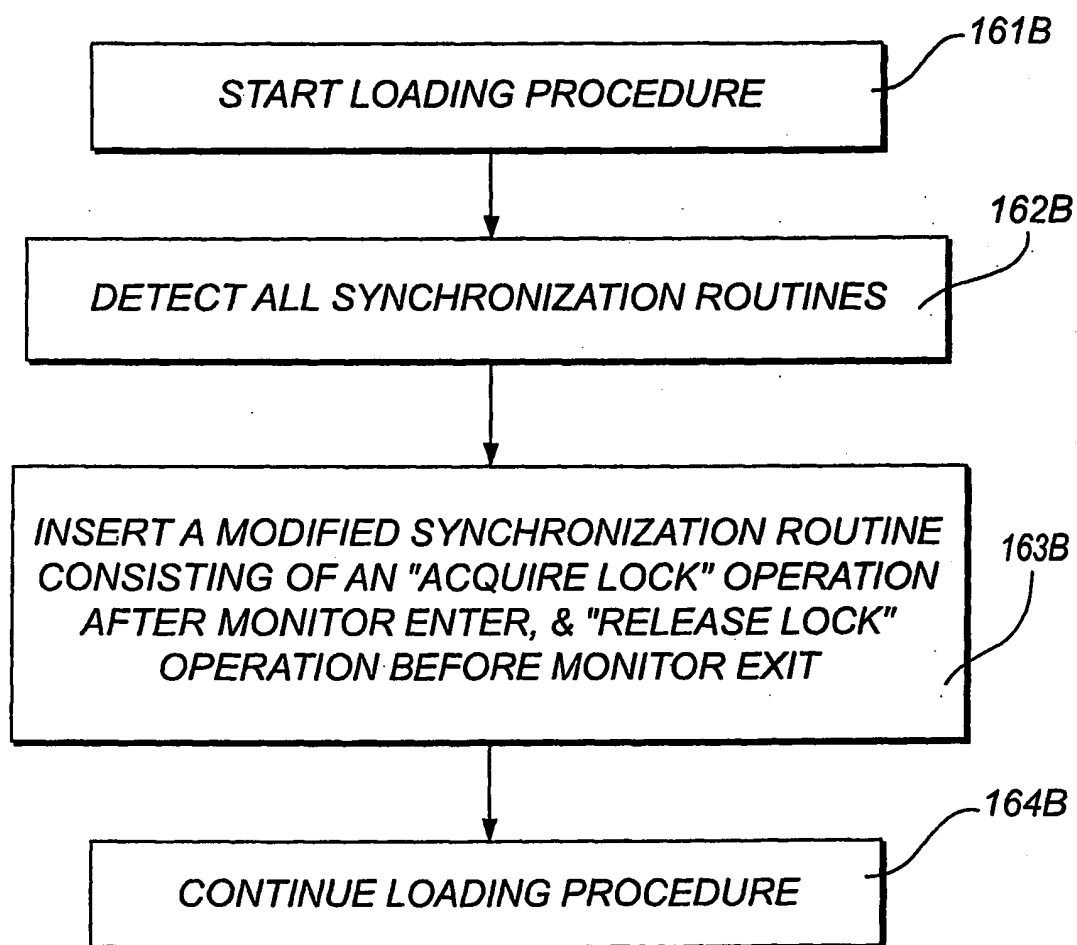 161B
START LOADING PROCEDURE
162B
DETECT ALL SYNCHRONIZATION ROUTINES
INSERT A MODIFIED SYNCHRONIZATION ROUTINE
CONSISTING OF AN "ACQUIRE LOCK" OPERATION
AFTER MONITOR ENTER, & "RELEASE LOCK"
OPERATION BEFORE MONITOR EXIT
163B
164B
CONTINUE LOADING PROCEDURE